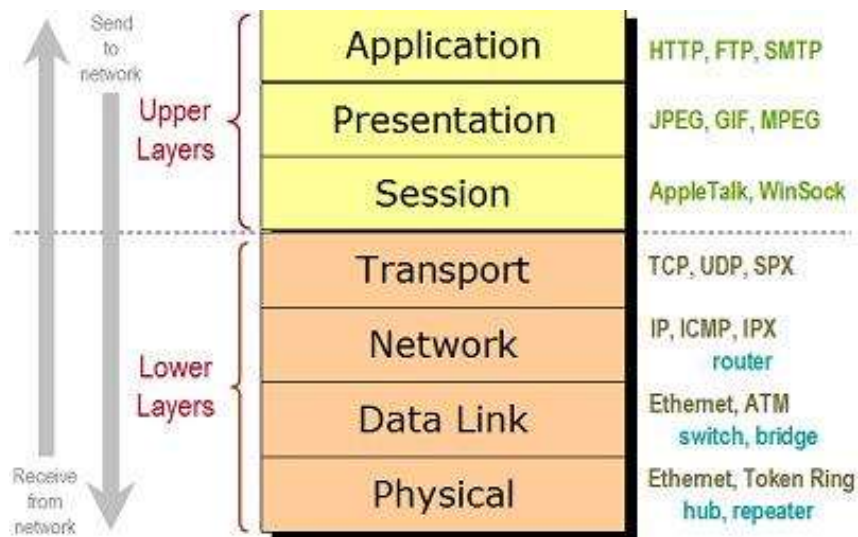 Send
to
network
Upper
Layers
Application
HTTP, FTP, SMTP
Presentation
JPEG, GIF, MPEG
Session
AppleTalk, WinSock
Lower
Layers
Transport
TCP, UDP, SPX
Network
IP, ICMP, IPX
router
Data Link
Ethernet, ATM
switch, bridge
Physical
Ethernet, Token Ring
hub, repeater
Receive
from
network